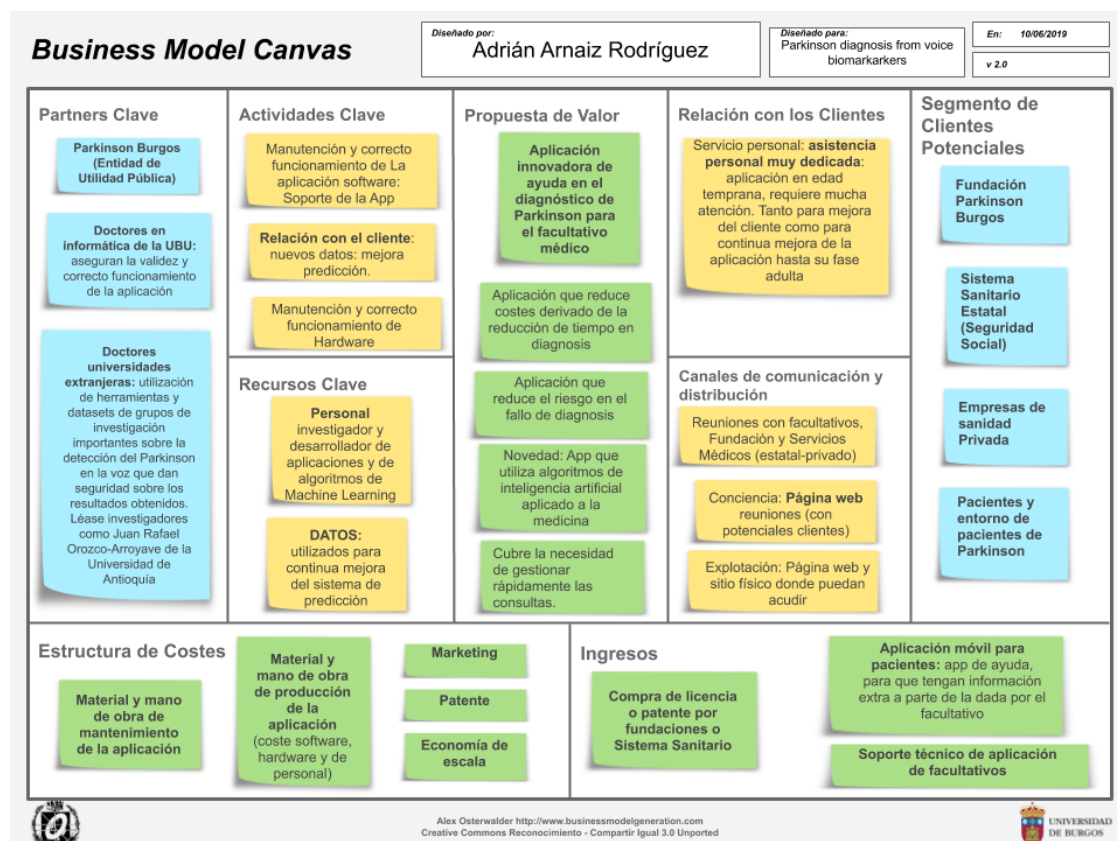 Business Model Canvas
Diseñado por:
Adrián Arnaiz Rodríguez
Diseñado para:
Parkinson diagnosis from voice
biomarkarkers
En: 10/06/2019
v 2.0
Partners Clave
Parkinson Burgos
(Entidad de
Utilidad Pública)
Doctores en
informática de la UBU:
aseguran la validez y
correcto funcionamiento
de la aplicación
Doctores
universidades
extranjeras: utilización
de herramientas y
datasets de grupos de
investigación
importantes sobre la
detección del Parkinson
en la voz que dan
seguridad sobre los
resultados obtenidos.
Léase investigadores
como Juan Rafael
Orozco-Arroyave de la
Universidad de
Antioquía
Actividades Clave
Manutención y correcto
funcionamiento de La
aplicación software:
Soporte de la App
Relación con el cliente:
nuevos datos: mejora
predicción.
Manutención y correcto
funcionamiento de
Hardware
Recursos Clave
Personal
investigador y
desarrollador de
aplicaciones y de
algoritmos de
Machine Learning
DATOS:
utilizados para
continua mejora
del sistema de
predicción
Propuesta de Valor
Aplicación
innovadora de
ayuda en el
diagnóstico de
Parkinson para
el facultativo
médico
Aplicación que reduce
costes derivado de la
reducción de tiempo en
diagnosis
Aplicación que
reduce el riesgo en el
fallo de diagnosis
Novedad: App que
utiliza algoritmos de
inteligencia artificial
aplicado a la
medicina
Cubre la necesidad
de gestionar
rápidamente las
consultas.
Relación con los Clientes
Servicio personal: asistencia
personal muy dedicada:
aplicación en edad
temprana, requiere mucha
atención. Tanto para mejora
del cliente como para
continua mejora de la
aplicación hasta su fase
adulta
Canales de comunicación y
distribución
Reuniones con facultativos,
Fundación y Servicios
Médicos (estatal-privado)
Conciencia: Página web
reuniones (con
potenciales clientes)
Explotación: Página web y
sitio físico donde puedan
acudir
Segmento de
Clientes
Potenciales
Fundación
Parkinson
Burgos
Sistema
Sanitario
Estatal
(Seguridad
Social)
Empresas de
sanidad
Privada
Pacientes y
entorno de
pacientes de
Parkinson
Estructura de Costes
Material y mano
de obra de
mantenimiento
de la aplicación
Material y
mano de obra
de producción
de la
aplicación
(coste software,
hardware y de
personal)
Marketing
Patente
Economía de
escala
Ingresos
Compra de licencia
o patente por
fundaciones o
Sistema Sanitario
Aplicación móvil para
pacientes: app de ayuda,
para que tengan información
extra a parte de la dada por el
facultativo
Soporte técnico de aplicación
de facultativos
Alex Osterwalder http://www.businessmodelgeneration.com
Creative Commons Reconocimiento - Compartir Igual 3.0 Unported
UNIVERSIDAD
DE BURGOS